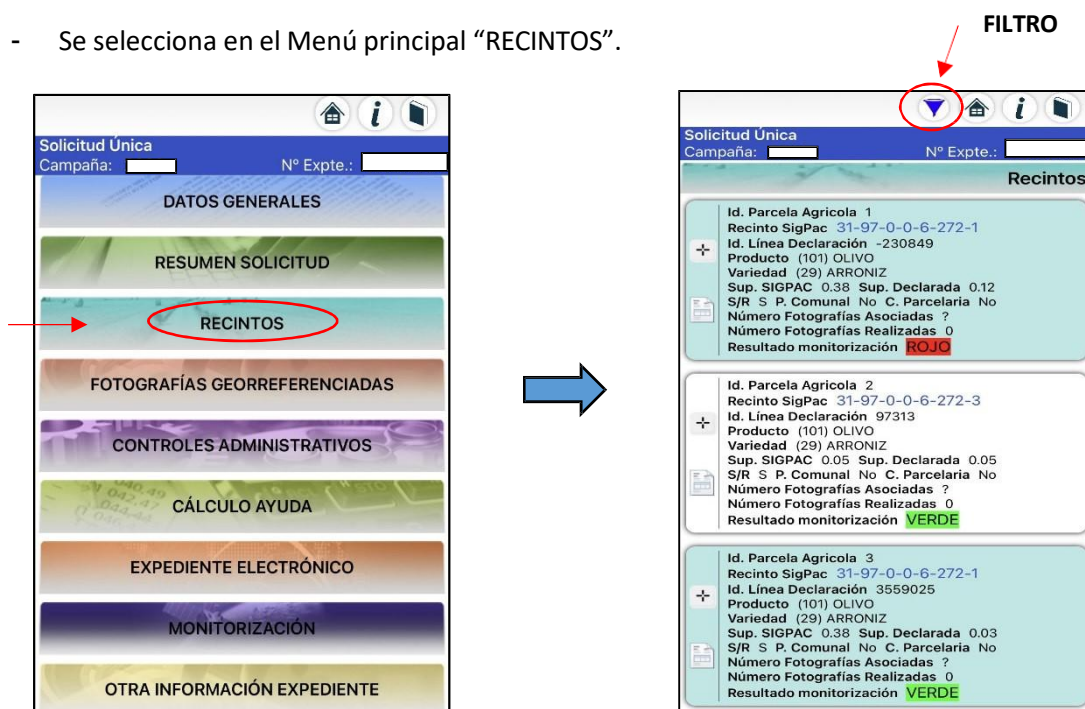 FILTRO
- Se selecciona en el Menú principal “RECINTOS”.
Solicitud Única
Campaña: Nº Expte.:
DATOS GENERALES
RESUMEN SOLICITUD
RECINTOS
FOTOGRAFÍAS GEORREFERENCIADAS
CONTROLES ADMINISTRATIVOS
CÁLCULO AYUDA
EXPEDIENTE ELECTRÓNICO
MONITORIZACIÓN
OTRA INFORMACIÓN EXPEDIENTE
Solicitud Única
Campaña: Nº Expte.:
Recintos
Id. Parcela Agricola 1
Recinto SigPac 31-97-0-0-6-272-1
Id. Línea Declaración -230849
Producto (101) OLIVO
Variedad (29) ARRONIZ
Sup. SIGPAC 0.38 Sup. Declarada 0.12
S/R S P. Comunal No C. Parcelaria No
Número Fotografías Asociadas ?
Número Fotografías Realizadas 0
Resultado monitorización ROJO
Id. Parcela Agricola 2
Recinto SigPac 31-97-0-0-6-272-3
Id. Línea Declaración 97313
Producto (101) OLIVO
Variedad (29) ARRONIZ
Sup. SIGPAC 0.05 Sup. Declarada 0.05
S/R S P. Comunal No C. Parcelaria No
Número Fotografías Asociadas ?
Número Fotografías Realizadas 0
Resultado monitorización VERDE
Id. Parcela Agricola 3
Recinto SigPac 31-97-0-0-6-272-1
Id. Línea Declaración 3559025
Producto (101) OLIVO
Variedad (29) ARRONIZ
Sup. SIGPAC 0.38 Sup. Declarada 0.03
S/R S P. Comunal No C. Parcelaria No
Número Fotografías Asociadas ?
Número Fotografías Realizadas 0
Resultado monitorización VERDE